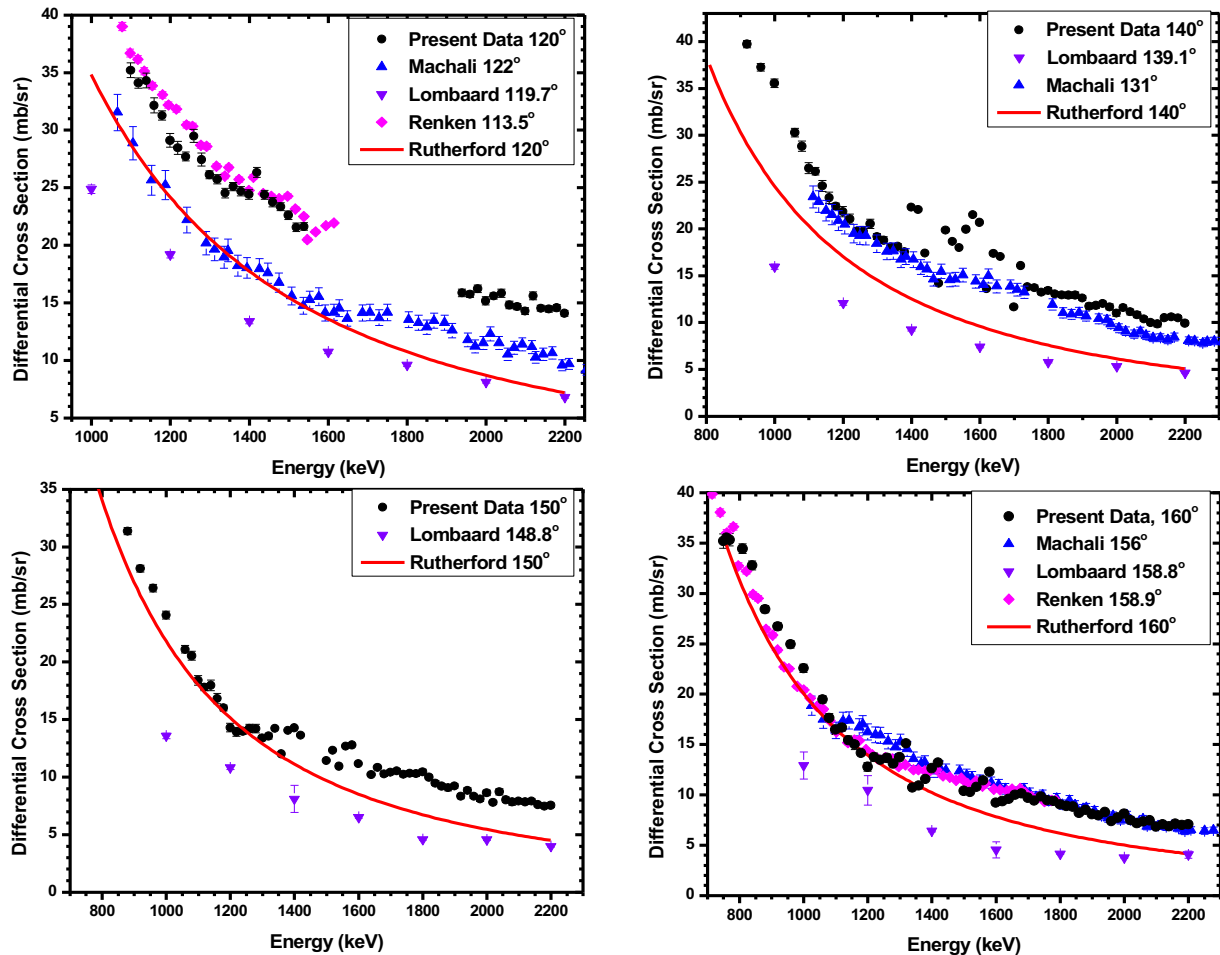 Differential Cross Section (mb/sr)
40
35
30
25
20
15
10
5
Present Data 120°
Machali 122°
Lombaard 119.7°
Renken 113.5°
Rutherford 120°
1000 1200 1400 1600 1800 2000 2200
Energy (keV)
Differential Cross Section (mb/sr)
40
35
30
25
20
15
10
5
0
Present Data 140°
Lombaard 139.1°
Machali 131°
Rutherford 140°
800 1000 1200 1400 1600 1800 2000 2200
Energy (keV)
Differential Cross Section (mb/sr)
35
30
25
20
15
10
5
0
Present Data 150°
Lombaard 148.8°
Rutherford 150°
800 1000 1200 1400 1600 1800 2000 2200
Energy (keV)
Differential Cross Section (mb/sr)
40
35
30
25
20
15
10
5
0
Present Data, 160°
Machali 156°
Lombaard 158.8°
Renken 158.9°
Rutherford 160°
800 1000 1200 1400 1600 1800 2000 2200
Energy (keV)